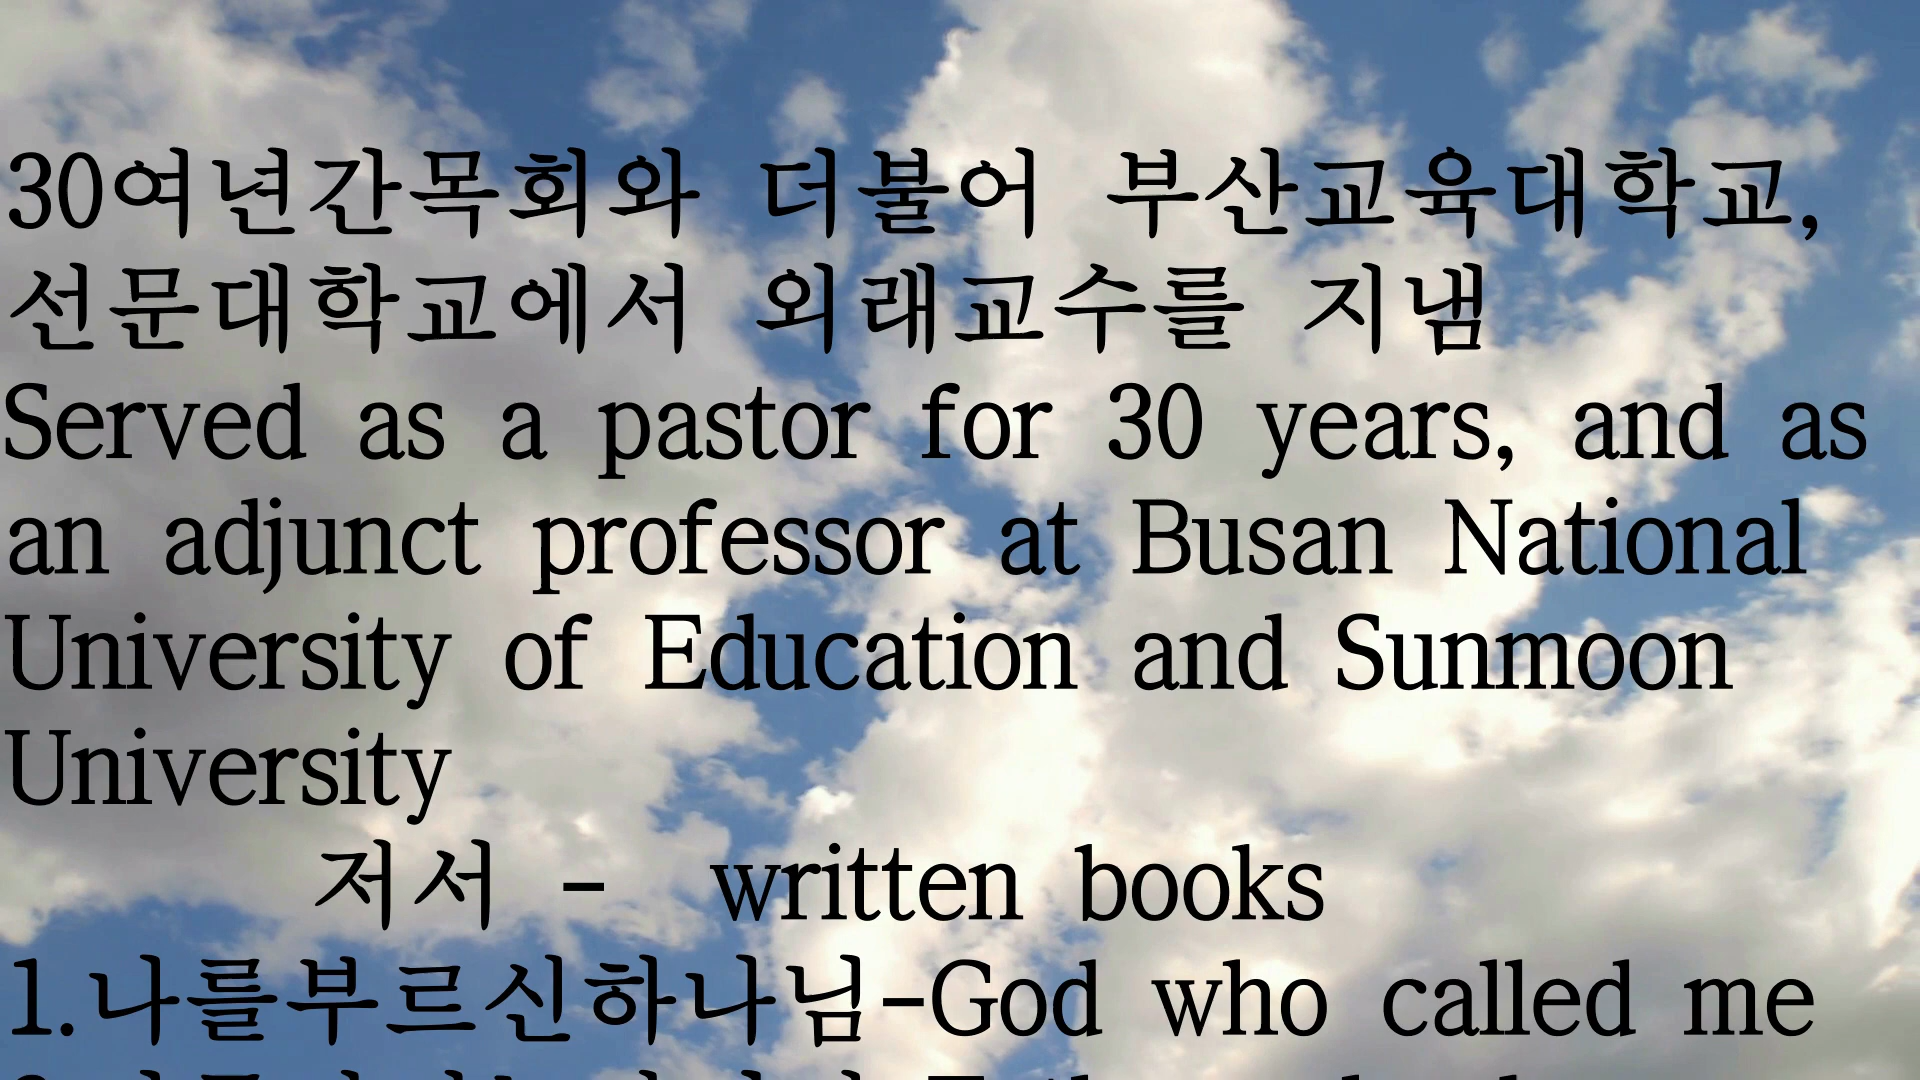 30여년간목회와 더불어 부산교육대학교,
선문대학교에서 외래교수를 지냄
Served as a pastor for 30 years, and as
an adjunct professor at Busan National
University of Education and Sunmoon
University
저서 - written books
1.나를부르신하나님-God who called me